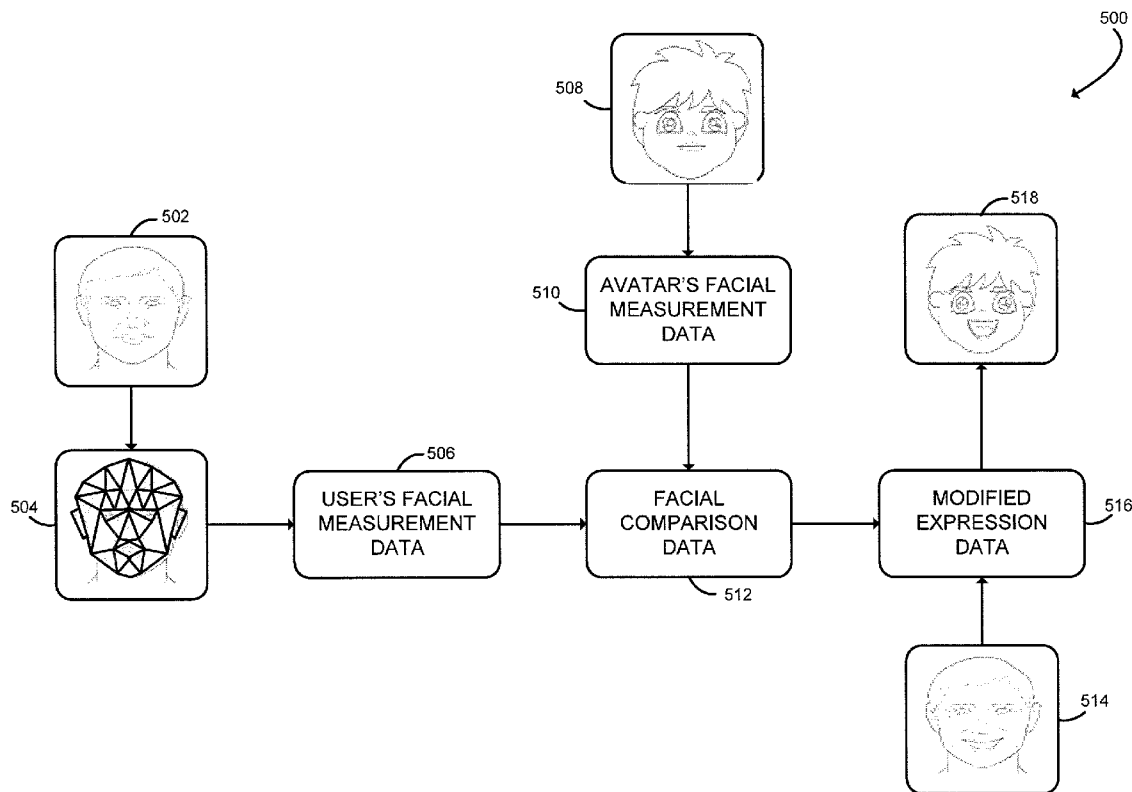 500
508
518
502
510
AVATAR'S FACIAL
MEASUREMENT
DATA
506
504
USER'S FACIAL
MEASUREMENT
DATA
FACIAL
COMPARISON
DATA
MODIFIED
EXPRESSION
DATA
516
512
514